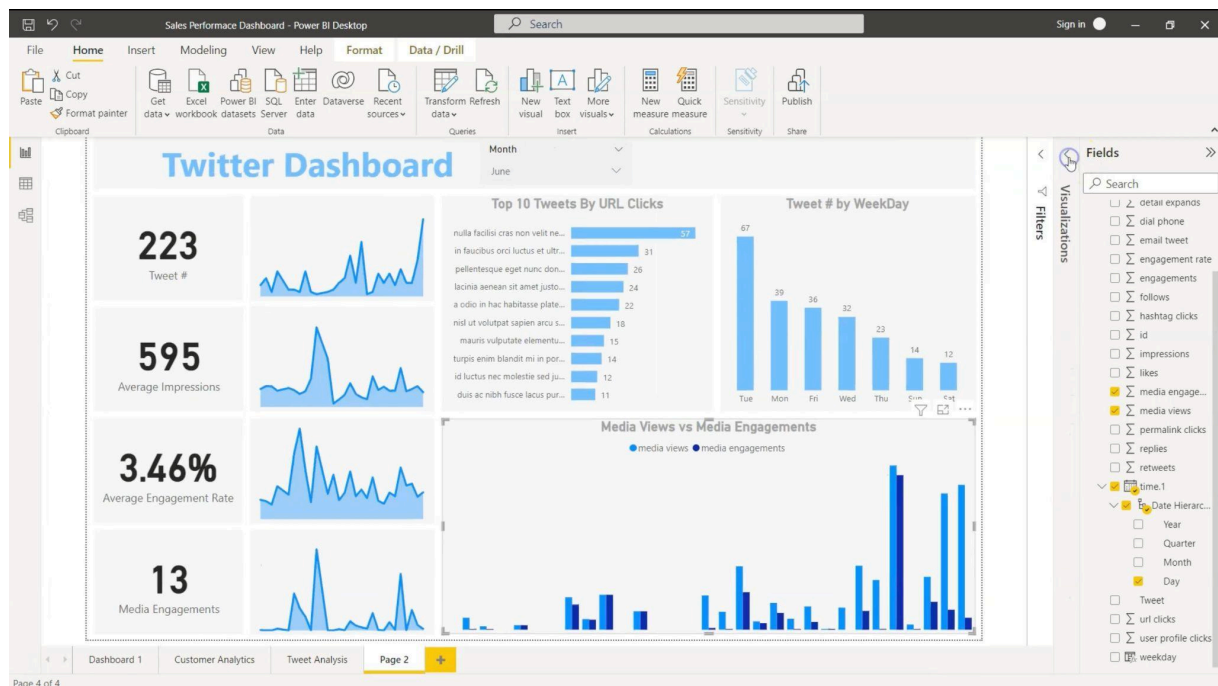 Sales Performace Dashboard - Power BI Desktop
Search
Sign in
File Home Insert Modeling View Help Format Data / Drill
Paste
Cut
Copy
Format painter
Clipboard
Get data
Excel workbook
Power BI datasets
SQL Server
Enter data
Dataverse
Recent sources
Data
Transform data
Refresh
Queries
New visual
Text box
More visuals
Insert
New measure
Quick measure
Calculations
Sensitivity
Sensitivity
Publish
Share
Twitter Dashboard
Month
June
223
Tweet #
595
Average Impressions
3.46%
Average Engagement Rate
13
Media Engagements
Top 10 Tweets By URL Clicks
nulla facilisi cras non velit ne... 57
in faucibus orci luctus et ultr... 31
pellentesque eget nunc don... 26
lacinia aenean sit amet justo... 24
a odio in hac habitasse plate... 22
nisl ut volutpat sapien arcu s... 18
mauris vulputate elementu... 15
turpis enim blandit mi in por... 14
id luctus nec molestie sed ju... 12
duis ac nibh fusce lacus pur... 11
Tweet # by WeekDay
67 39 36 32 23 14 12
Tue Mon Fri Wed Thu Sun Sat
Media Views vs Media Engagements
media views media engagements
Filters
Visualizations
Fields
Search
detail expands
dial phone
email tweet
engagement rate
engagements
follows
hashtag clicks
id
impressions
likes
media engage...
media views
permalink clicks
replies
retweets
time.1
Date Hierarc...
Year
Quarter
Month
Day
Tweet
url clicks
user profile clicks
weekday
Dashboard 1 Customer Analytics Tweet Analysis Page 2
Page 4 of 4